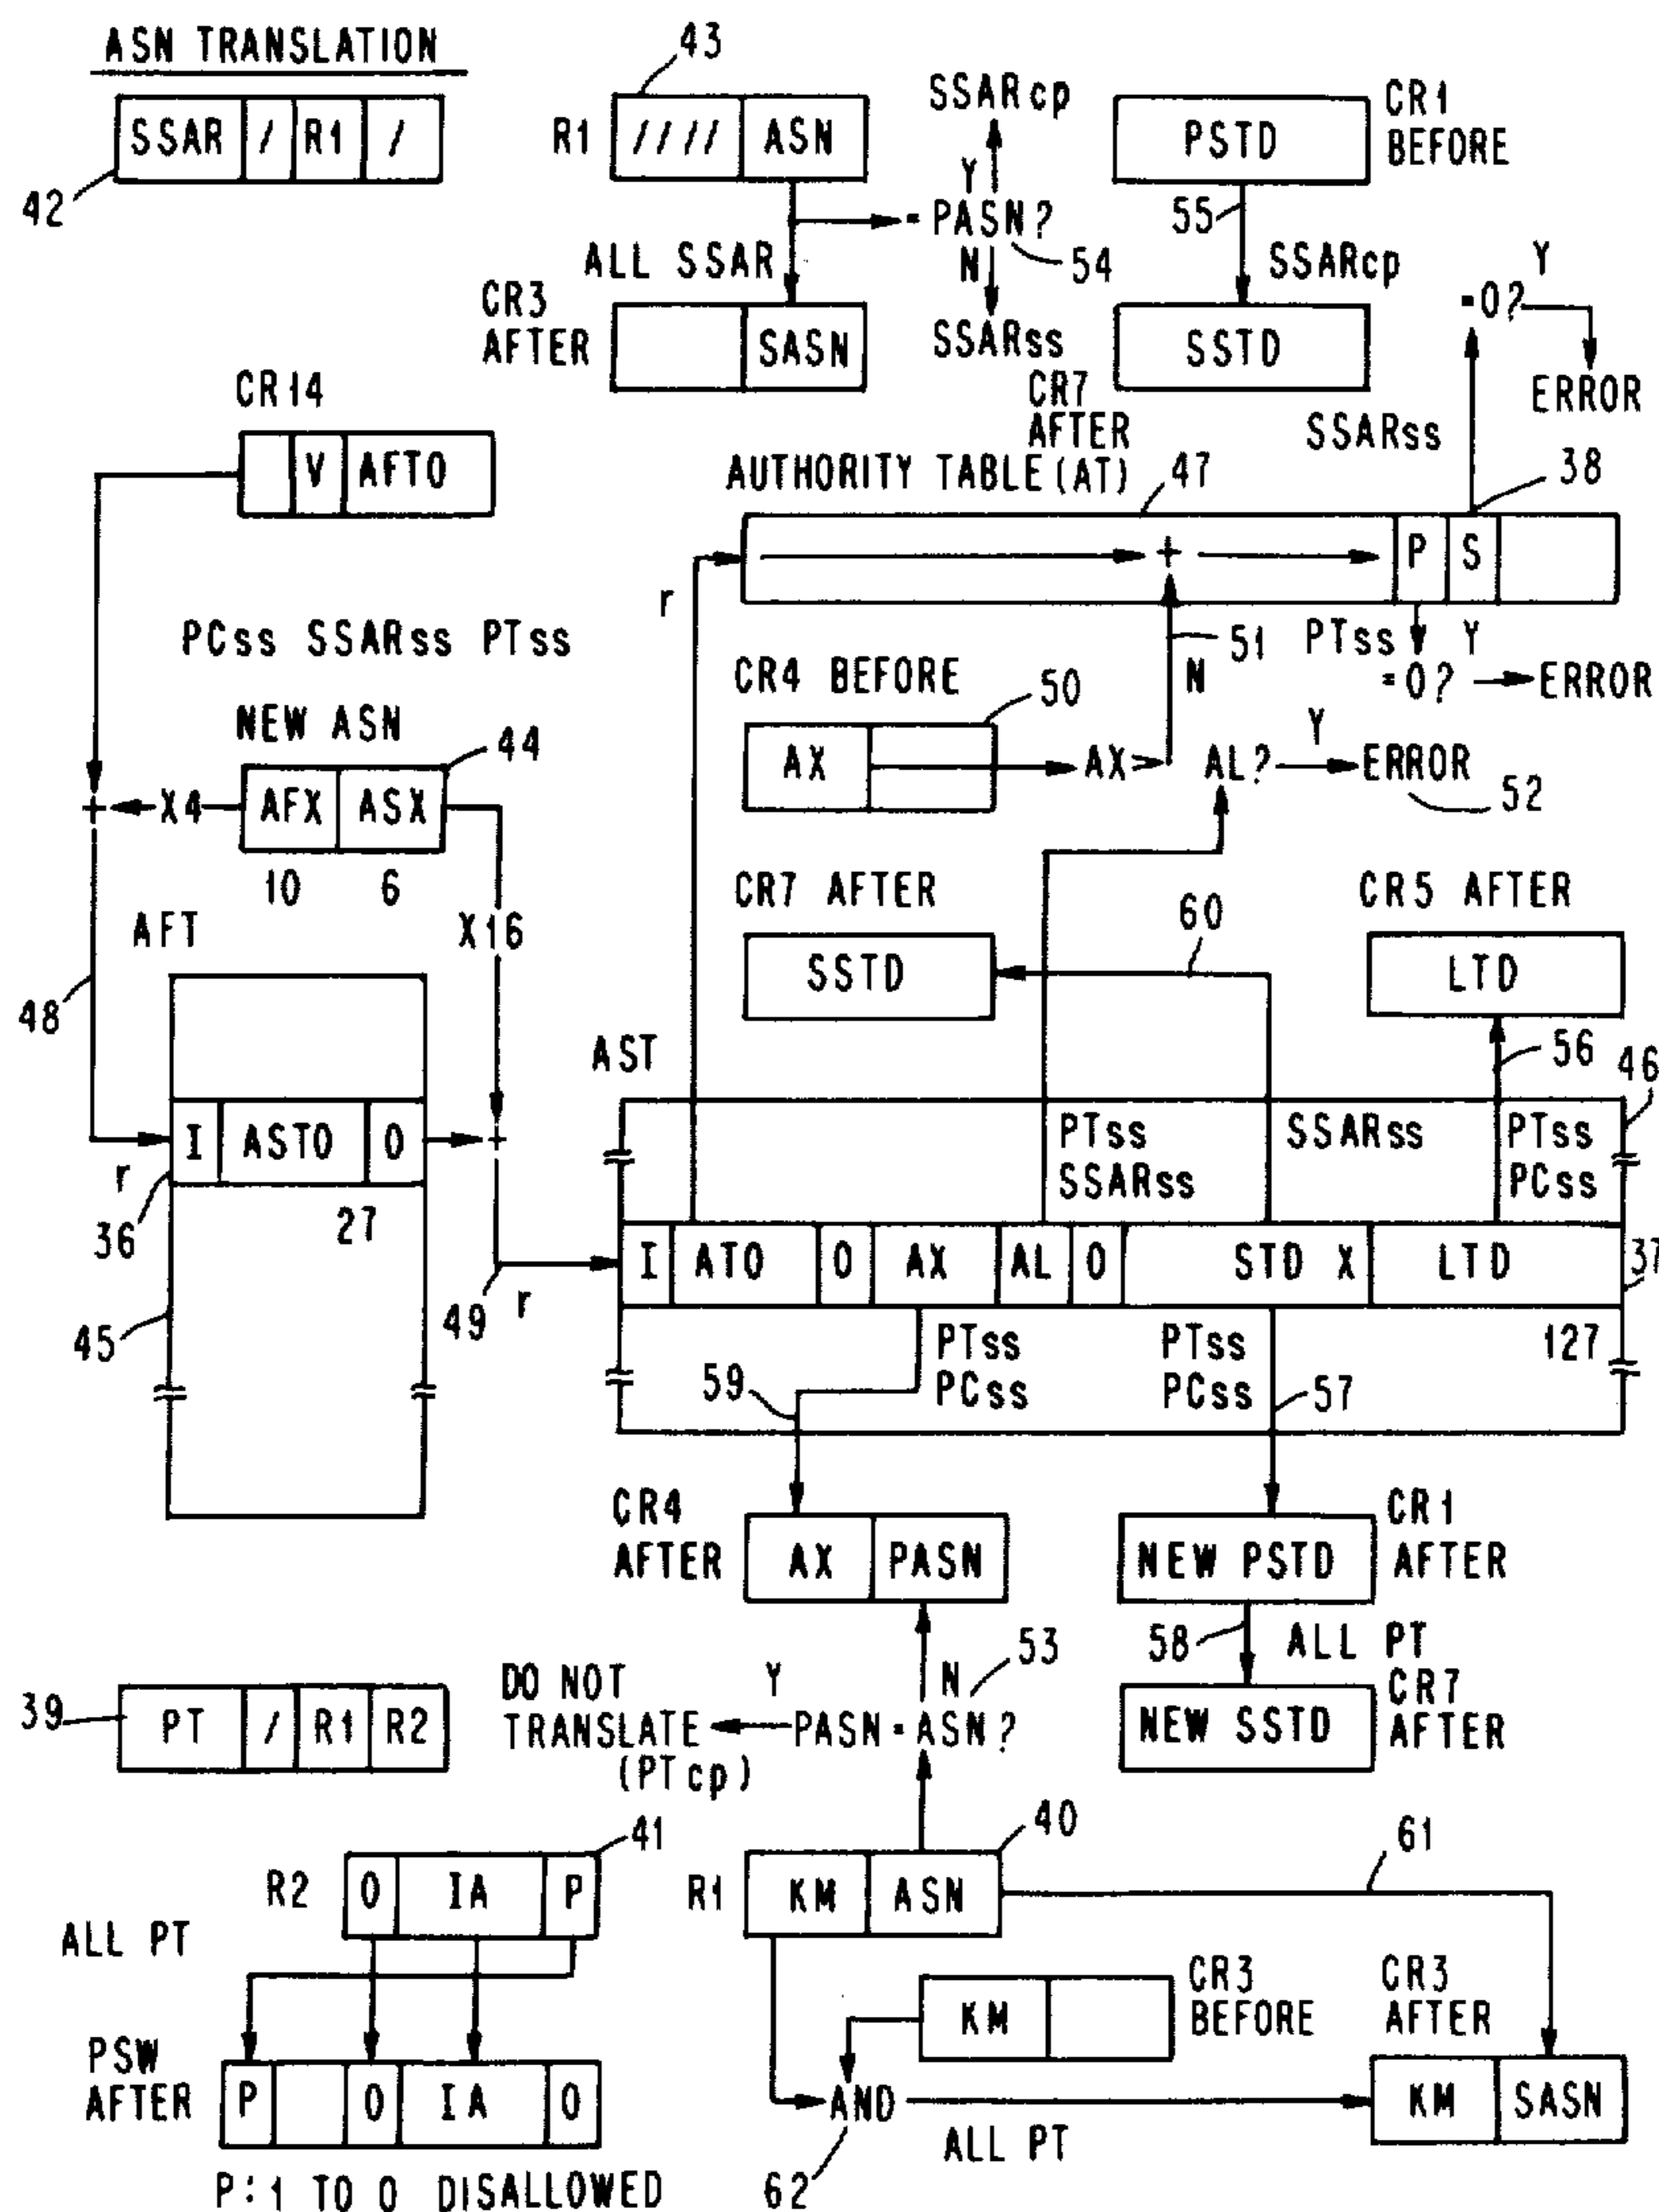 ASN TRANSLATION
SSAR / R1 /
42
43
R1 //// ASN
ALL SSAR
CR3
AFTER
SASN
SSARcp
Y
= PASN?
N
54
SSARss
PSTD
CR1
BEFORE
55
SSARcp
SSTD
CR7
AFTER
Y
=0?
ERROR
SSARss
CR14
V AFTO
AUTHORITY TABLE (AT)
47
38
+ P S
r
PTss Y
=0? ERROR
51
N
PCss SSARss PTss
NEW ASN
44
+ X4 AFX ASX
10 6
X16
CR4 BEFORE
50
AX
AX > AL? Y ERROR
52
AFT
48
CR7 AFTER
SSTD
60
CR5 AFTER
LTD
56
AST
46
I ASTO 0
r
36
27
+
45
49
r
PTss
SSARss
SSARss
PTss
PCss
I ATO 0 AX AL 0 STD X LTD
37
127
PTss
PCss
59
PTss
PCss
57
CR4
AFTER
AX PASN
NEW PSTD
CR1
AFTER
58
ALL PT
NEW SSTD
CR7
AFTER
39
PT / R1 R2
DO NOT
TRANSLATE
(PTcp)
Y
PASN = ASN?
N
53
41
R2 0 IA P
ALL PT
PSW
AFTER
P 0 IA 0
P: 1 TO 0 DISALLOWED
40
R1 KM ASN
61
KM
CR3
BEFORE
CR3
AFTER
AND
62
ALL PT
KM SASN